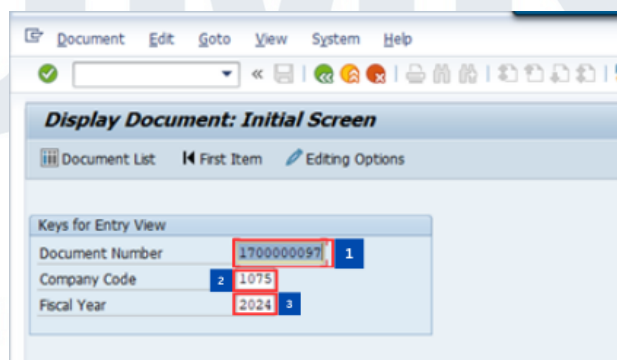 Document Edit Goto View System Help
Display Document: Initial Screen
Document List First Item Editing Options
Keys for Entry View
Document Number 1700000097 1
Company Code 2 1075
Fiscal Year 2024 3